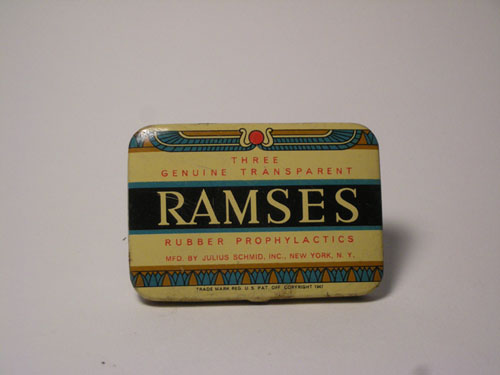 THREE
GENUINE TRANSPARENT
RAMSES
RUBBER PROPHYLACTICS
MFD. BY JULIUS SCHMID, INC., NEW YORK, N. Y.
TRADE MARK REG. U. S. PAT. OFF. COPYRIGHT